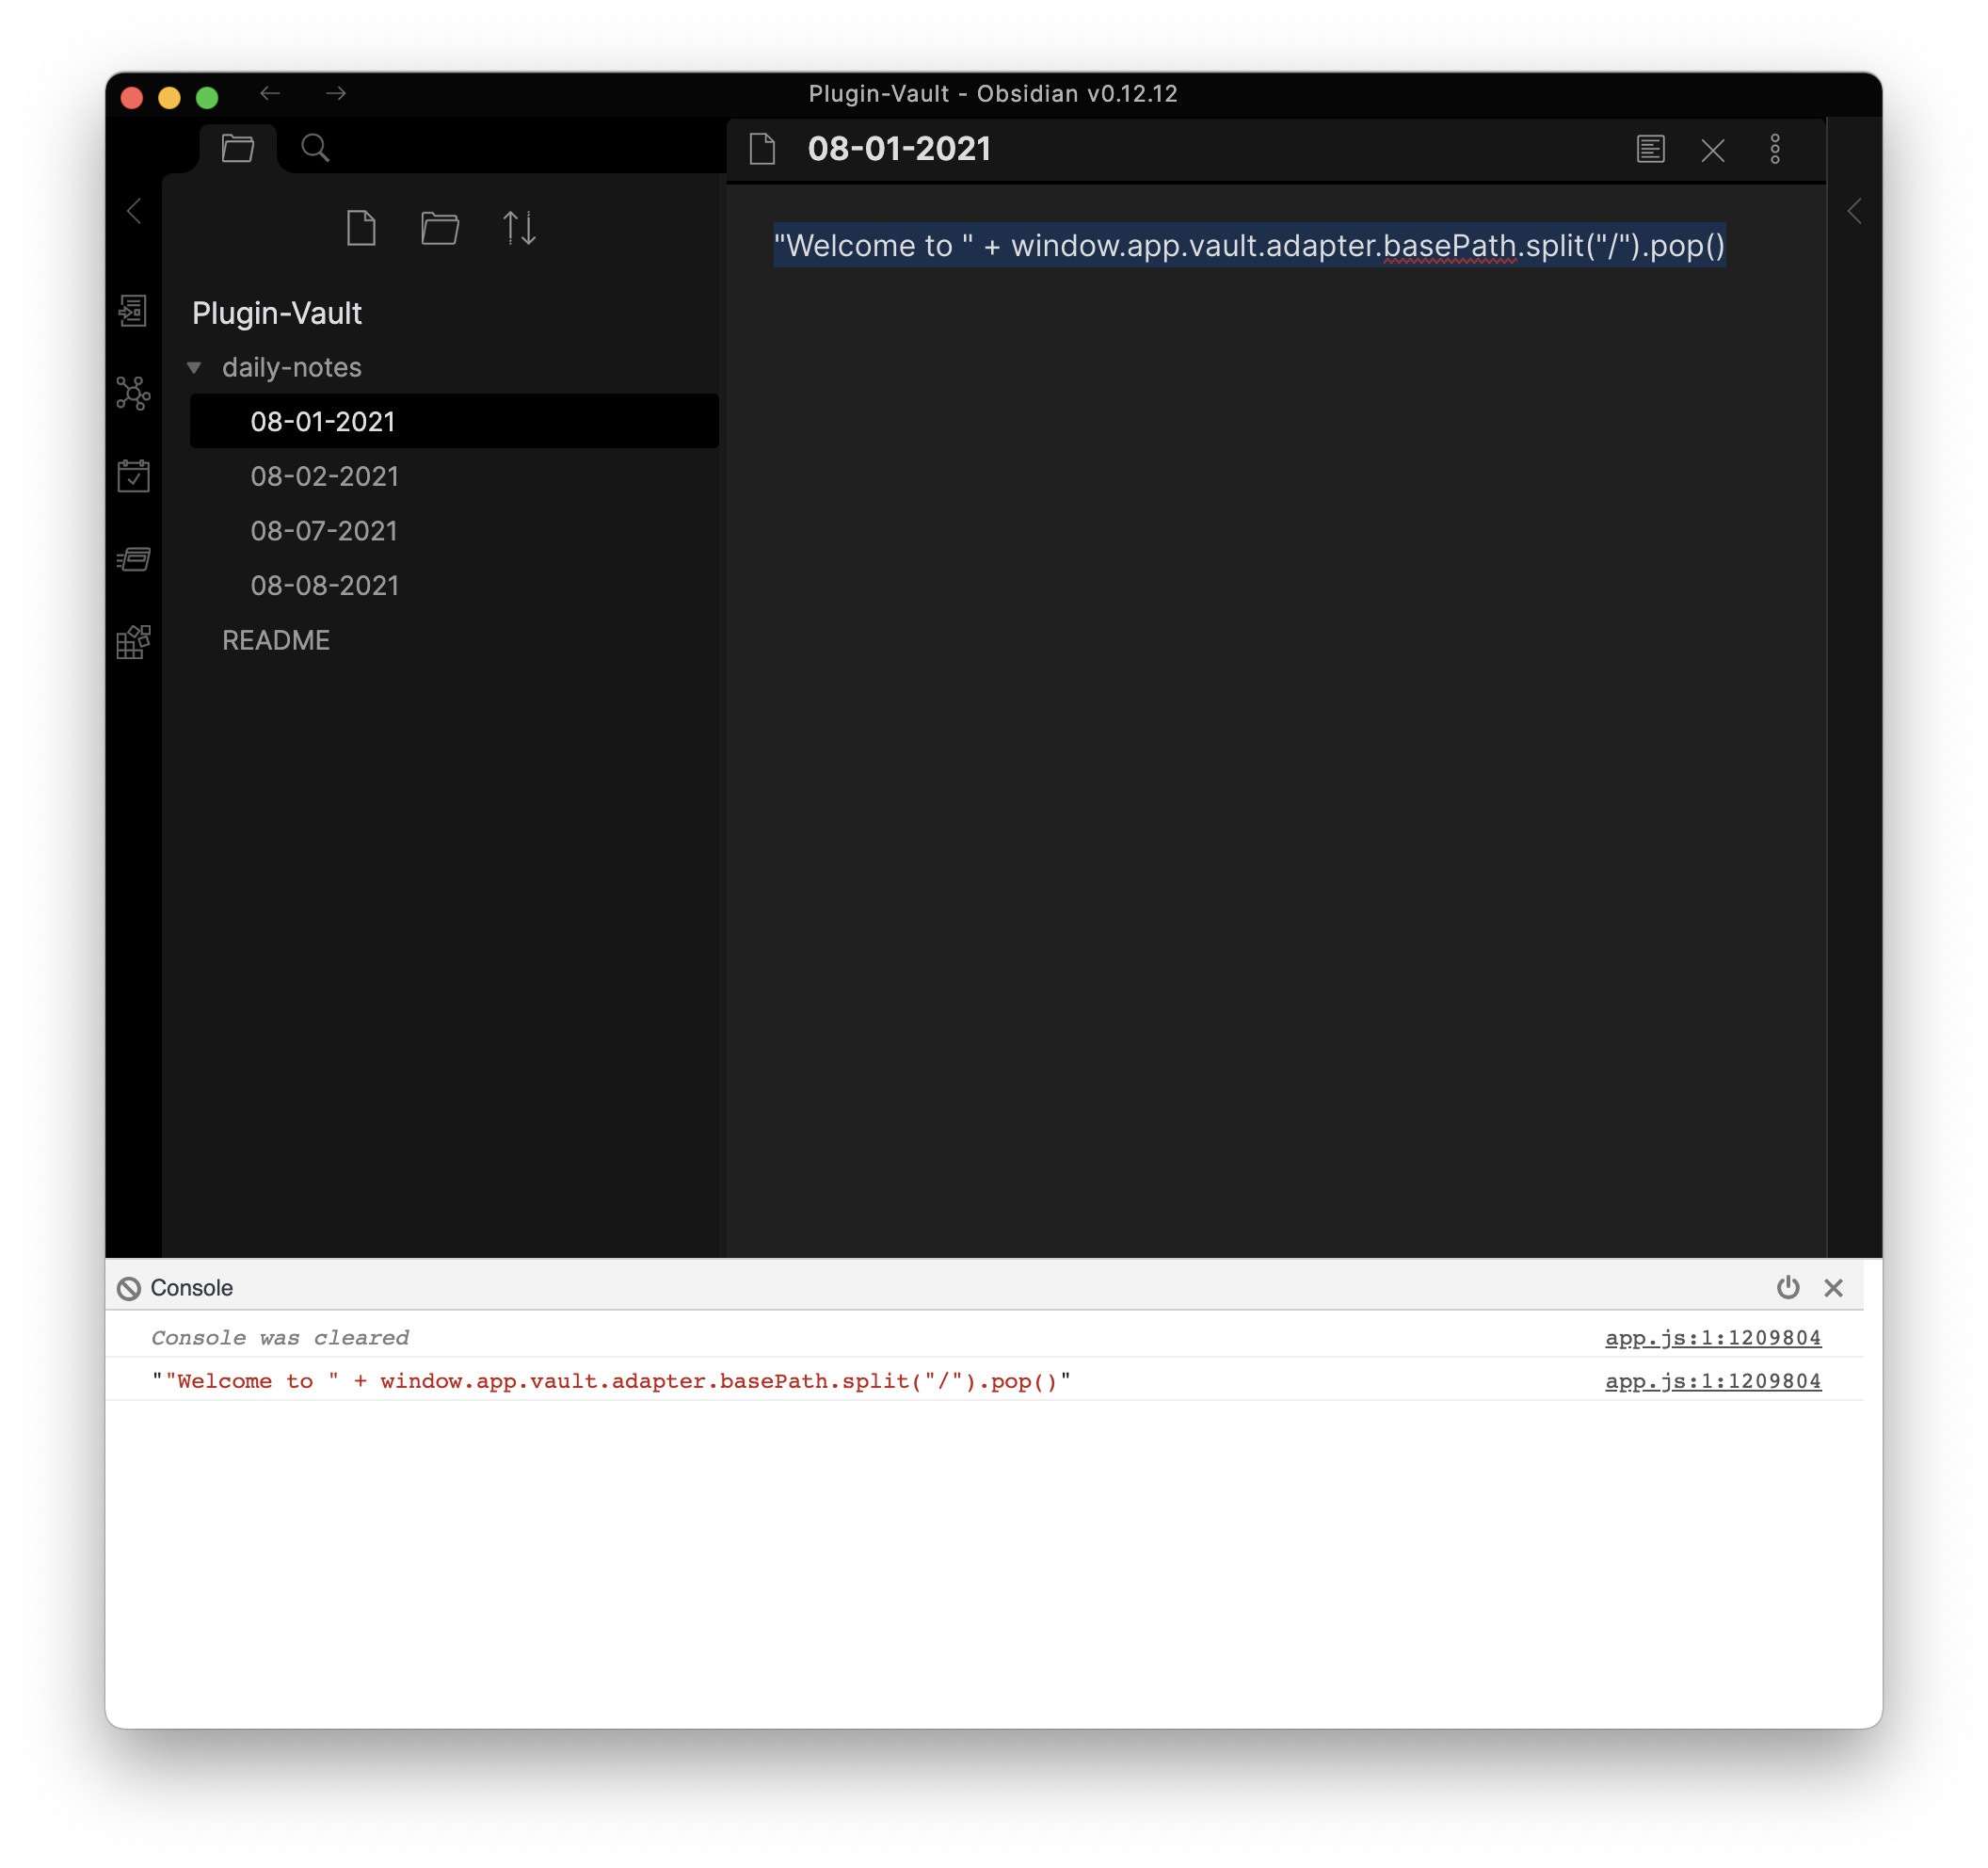 Plugin-Vault - Obsidian v0.12.12
08-01-2021
"Welcome to " + window.app.vault.adapter.basePath.split("/").pop()
Plugin-Vault
daily-notes
08-01-2021
08-02-2021
08-07-2021
08-08-2021
README
Console
Console was cleared app.js:1:1209804
""Welcome to " + window.app.vault.adapter.basePath.split("/").pop()" app.js:1:1209804